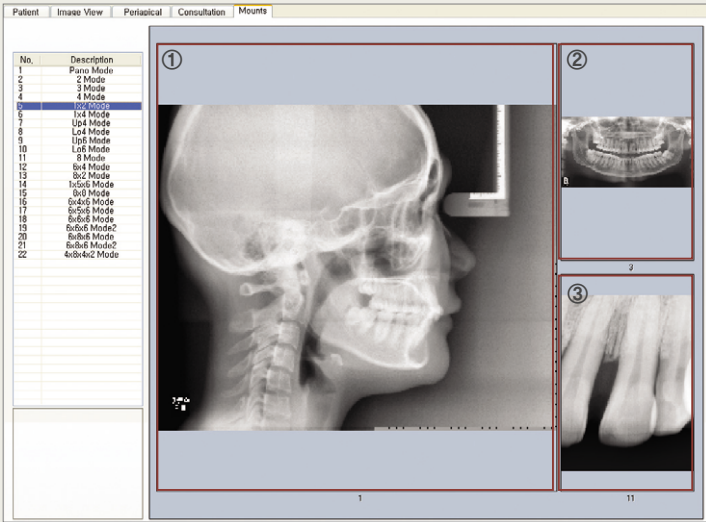 Patient Image View Periapical Consultation Mounts
No. Description
1 Pano Mode
2 2 Mode
3 3 Mode
4 4 Mode
5 1x2 Mode
6 1x4 Mode
7 Up4 Mode
8 Lo4 Mode
9 Up6 Mode
10 Lo6 Mode
11 8 Mode
12 6x4 Mode
13 8x2 Mode
14 1x5x6 Mode
15 8x8 Mode
16 6x4x6 Mode
17 6x5x6 Mode
18 6x6x6 Mode
19 6x6x6 Mode2
20 6x8x6 Mode
21 6x8x6 Mode2
22 4x8x4x2 Mode
①
1
②
3
③
11